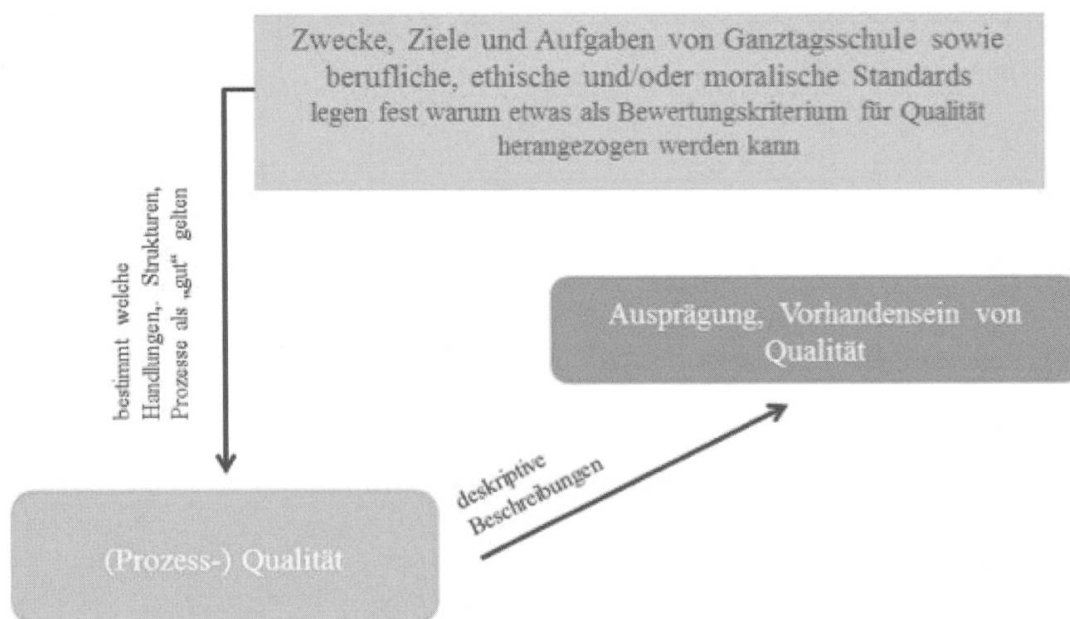 Zwecke, Ziele und Aufgaben von Ganztagsschule sowie
berufliche, ethische und/oder moralische Standards
legen fest warum etwas als Bewertungskriterium für Qualität
herangezogen werden kann
bestimmt welche
Handlungen,- Strukturen,
Prozesse als „gut“ gelten
Ausprägung, Vorhandensein von
Qualität
deskriptive
Beschreibungen
(Prozess-) Qualität